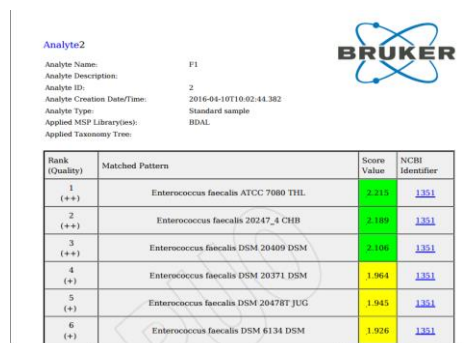 BRUKER
Analyte2
Analyte Name: F1
Analyte Description:
Analyte ID: 2
Analyte Creation Date/Time: 2016-04-10T10:02:44.382
Analyte Type: Standard sample
Applied MSP Library(ies): BDAL
Applied Taxonomy Tree:
Rank (Quality) Matched Pattern Score Value NCBI Identifier
1 (++) Enterococcus faecalis ATCC 7080 THL 2.215 1351
2 (++) Enterococcus faecalis 20247_4 CHB 2.189 1351
3 (++) Enterococcus faecalis DSM 20409 DSM 2.106 1351
4 (+) Enterococcus faecalis DSM 20371 DSM 1.964 1351
5 (+) Enterococcus faecalis DSM 20478T JUG 1.945 1351
6 (+) Enterococcus faecalis DSM 6134 DSM 1.926 1351